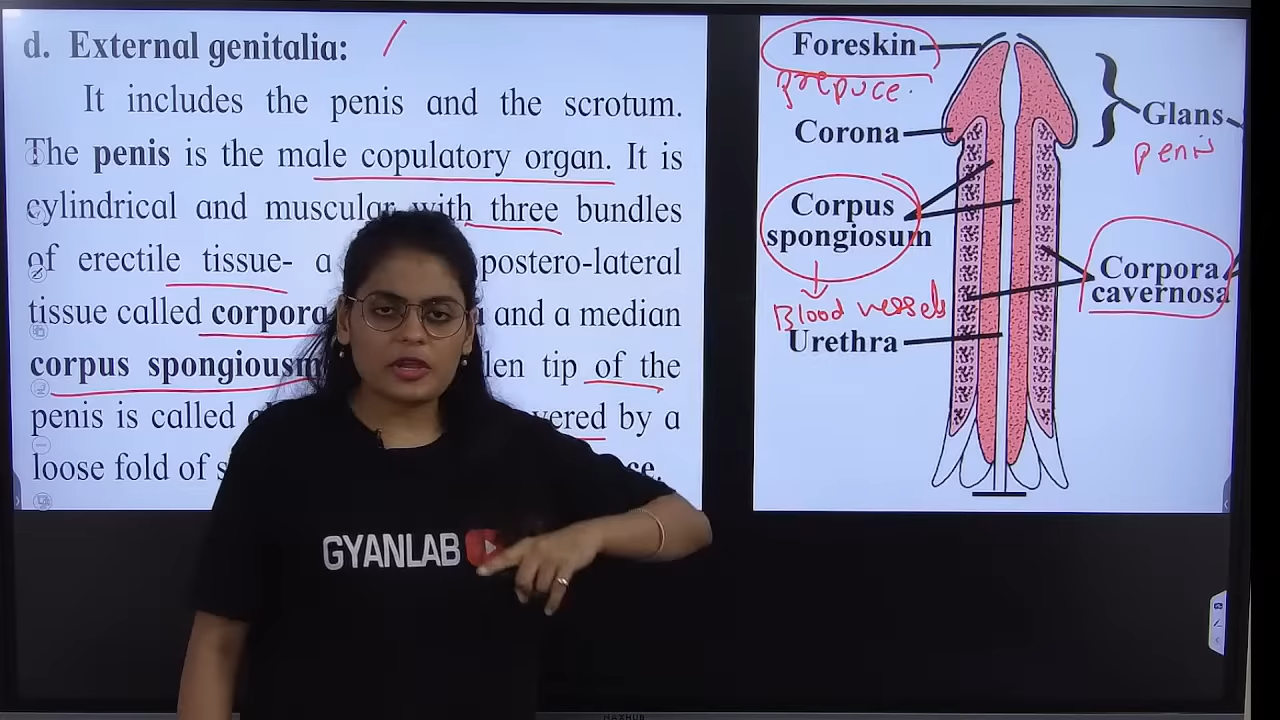 d. External genitalia:
It includes the penis and the scrotum.
The penis is the male copulatory organ. It is
cylindrical and muscular with three bundles
of erectile tissue- a postero-lateral
tissue called corpora and a median
corpus spongiousm tip of the
penis is called by a
loose fold of
Foreskin
prepuce.
Corona
Glans
penis
Corpus
spongiosum
Blood vessels
Corpora
cavernosa
Urethra
GYANLAB
MAXHUB